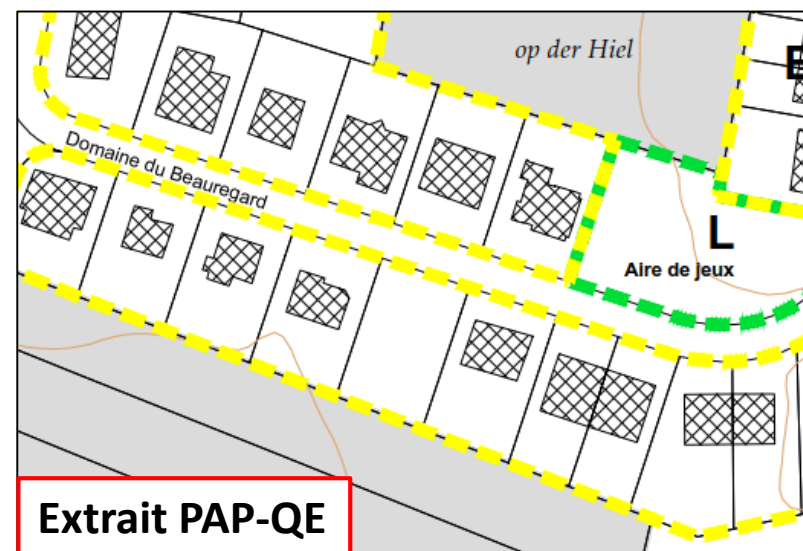 op der Hiel
E
Domaine du Beauregard
L
Aire de jeux
Extrait PAP-QE